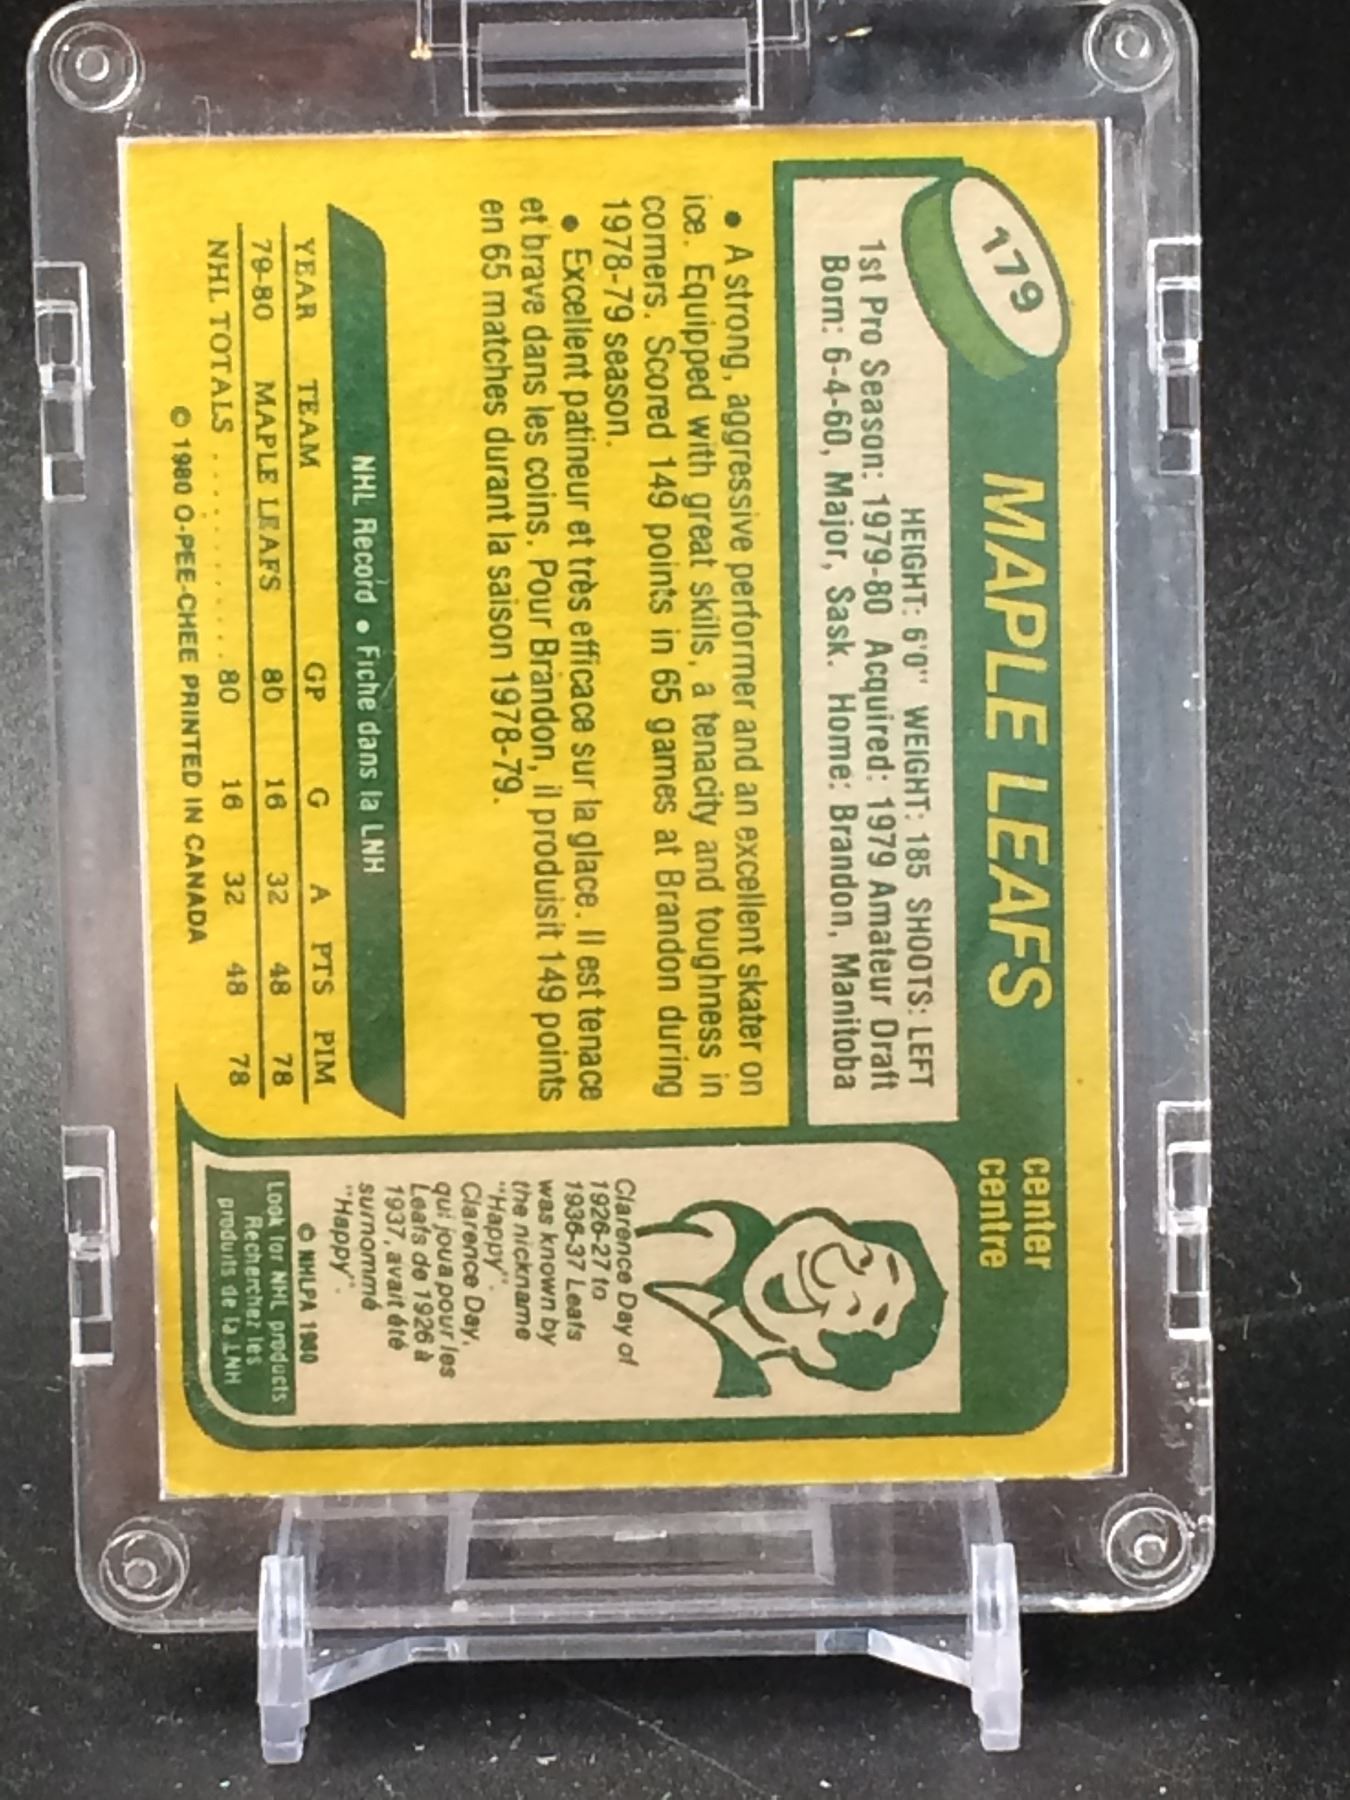 179
MAPLE LEAFS
center
centre
HEIGHT: 6'0" WEIGHT: 185 SHOOTS: LEFT
1st Pro Season: 1979-80 Acquired: 1979 Amateur Draft
Born: 6-4-60, Major, Sask. Home: Brandon, Manitoba
• A strong, aggressive performer and an excellent skater on
ice. Equipped with great skills, a tenacity and toughness in
corners. Scored 149 points in 65 games at Brandon during
1978-79 season.
• Excellent patineur et très efficace sur la glace. Il est tenace
et brave dans les coins. Pour Brandon, il produisit 149 points
en 65 matches durant la saison 1978-79.
NHL Record • Fiche dans la LNH
YEAR TEAM GP G A PTS PIM
79-80 MAPLE LEAFS 80 16 32 48 78
NHL TOTALS .......... 80 16 32 48 78
© 1980 O-PEE-CHEE PRINTED IN CANADA
Clarence Day of
1926-27 to
1936-37 Leafs
was known by
the nickname
"Happy".
Clarence Day,
qui joua pour les
Leafs de 1926 à
1937, avait été
surnommé
"Happy".
© NHLPA 1980
Look for NHL products
Recherchez les
produits de la LNH